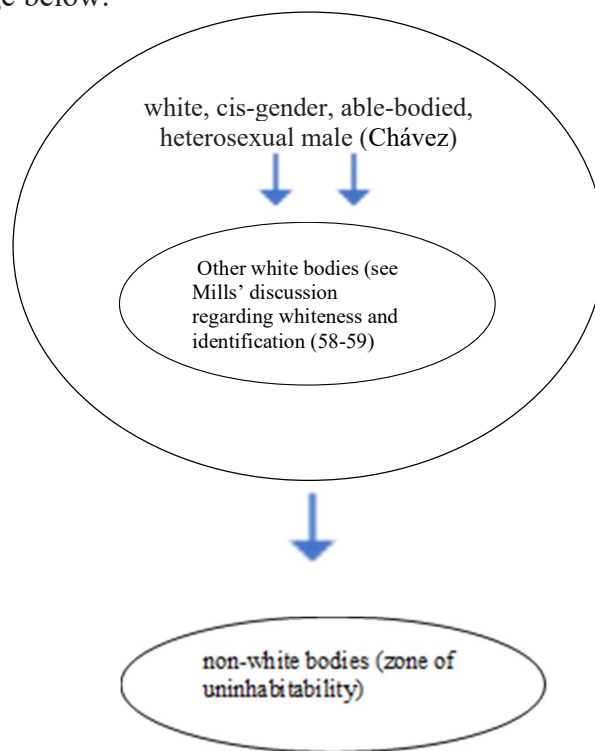 ge below:
white, cis-gender, able-bodied,
heterosexual male (Chávez)
Other white bodies (see
Mills’ discussion
regarding whiteness and
identification (58-59)
non-white bodies (zone of
uninhabitability)